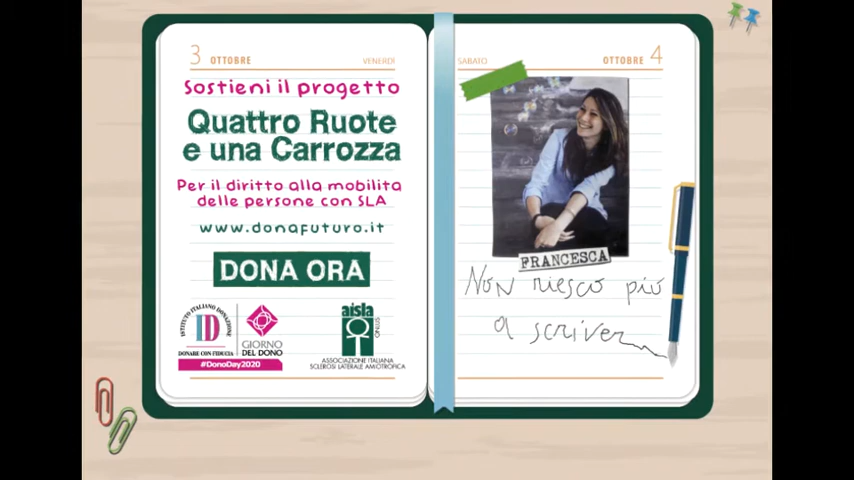 3 OTTOBRE VENERDÌ
Sostieni il progetto
Quattro Ruote
e una Carrozza
Per il diritto alla mobilita
delle persone con SLA
www.donafuturo.it
DONA ORA
ISTITUTO ITALIANO DONAZIONE
IID
DONARE CON FIDUCIA
GIORNO
DEL DONO
#DonoDay2020
aisla
ONLUS
ASSOCIAZIONE ITALIANA
SCLEROSI LATERALE AMIOTROFICA
SABATO OTTOBRE 4
FRANCESCA
Non riesco più
a scriver